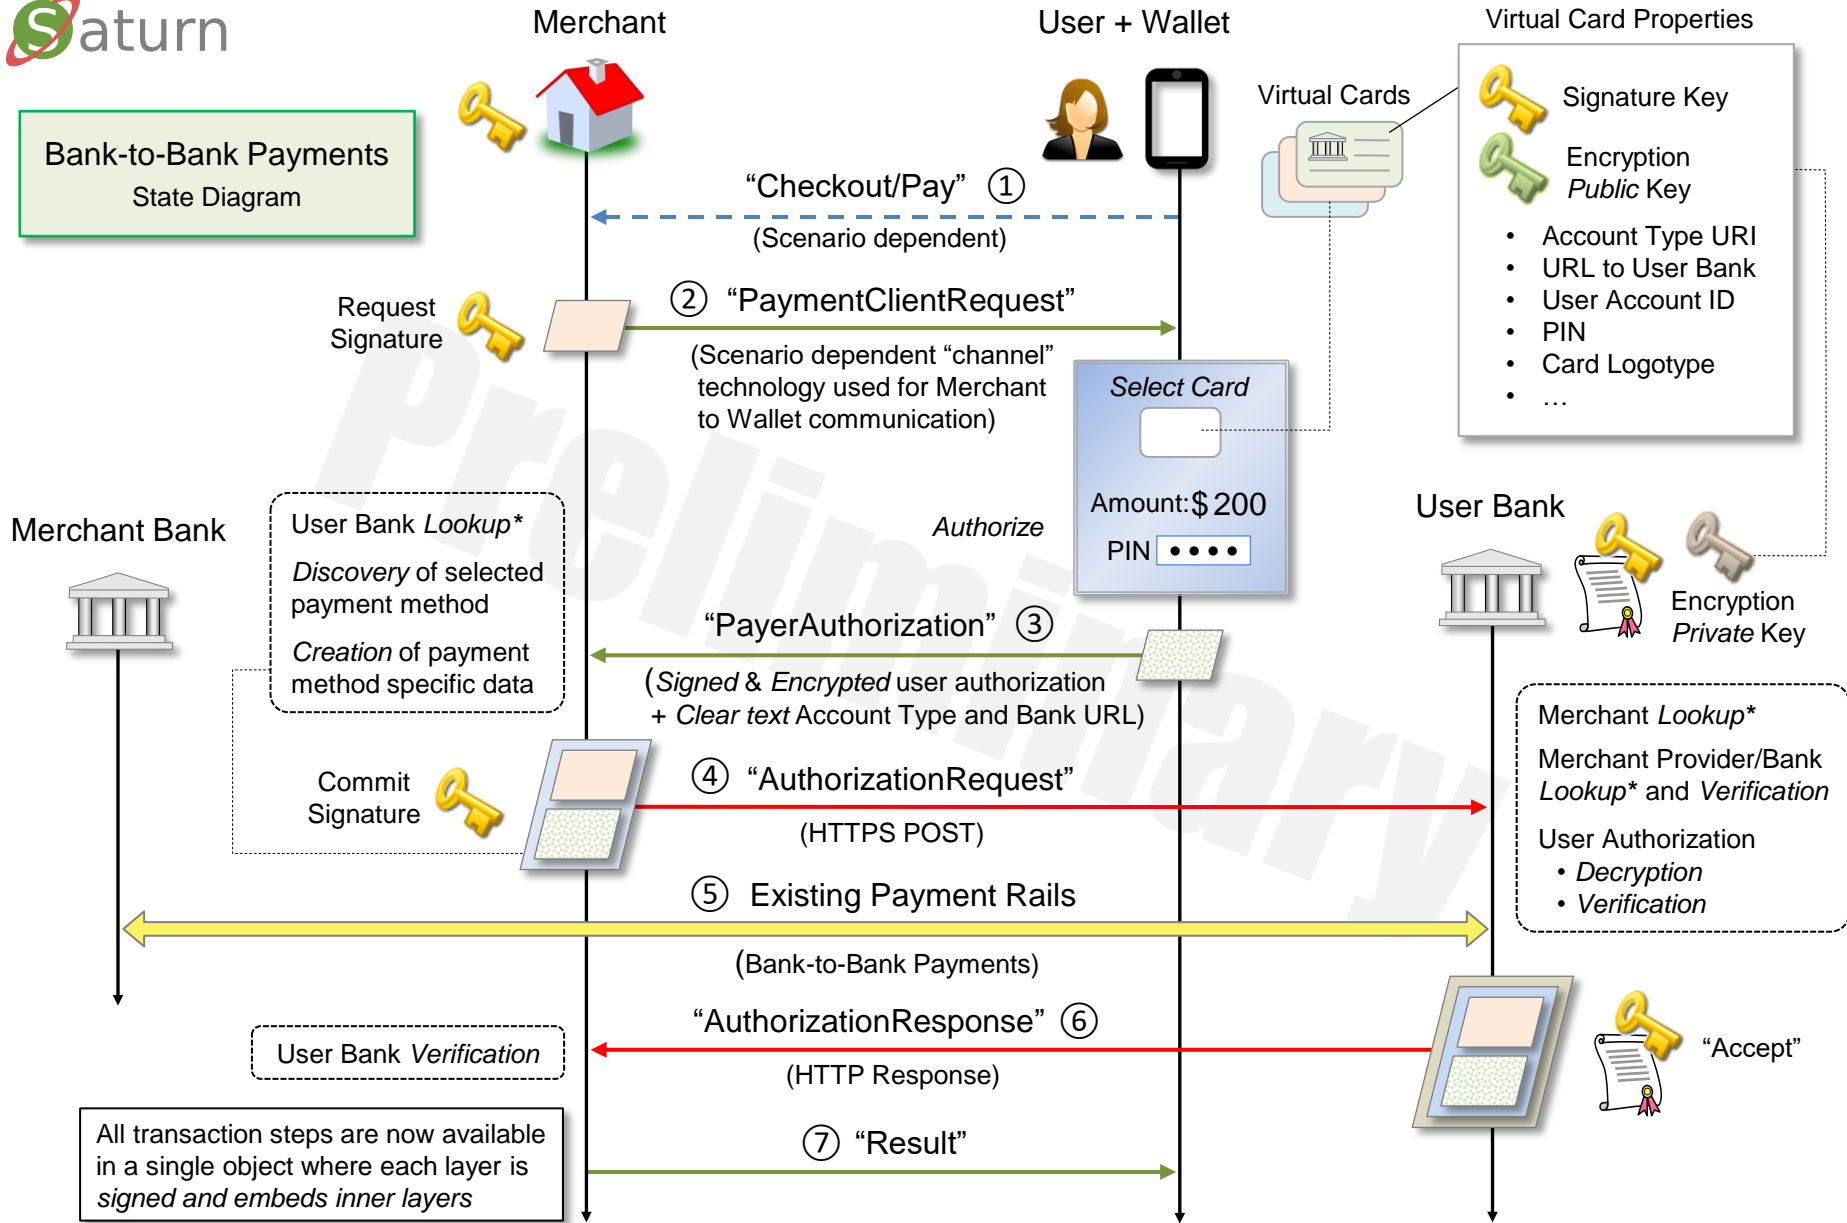 Saturn
Merchant
User + Wallet
Virtual Card Properties
Bank-to-Bank Payments
State Diagram
Virtual Cards
Signature Key
Encryption
Public Key
• Account Type URI
• URL to User Bank
• User Account ID
• PIN
• Card Logotype
• …
“Checkout/Pay” ①
(Scenario dependent)
Request
Signature
② “PaymentClientRequest”
(Scenario dependent “channel”
technology used for Merchant
to Wallet communication)
Select Card
Amount: $ 200
PIN ● ● ● ●
Authorize
Merchant Bank
User Bank Lookup*
Discovery of selected
payment method
Creation of payment
method specific data
User Bank
Encryption
Private Key
“PayerAuthorization” ③
(Signed & Encrypted user authorization
+ Clear text Account Type and Bank URL)
Merchant Lookup*
Merchant Provider/Bank
Lookup* and Verification
User Authorization
• Decryption
• Verification
Commit
Signature
④ “AuthorizationRequest”
(HTTPS POST)
⑤ Existing Payment Rails
(Bank-to-Bank Payments)
“AuthorizationResponse” ⑥
(HTTP Response)
User Bank Verification
“Accept”
All transaction steps are now available
in a single object where each layer is
signed and embeds inner layers
⑦ “Result”
Preliminary